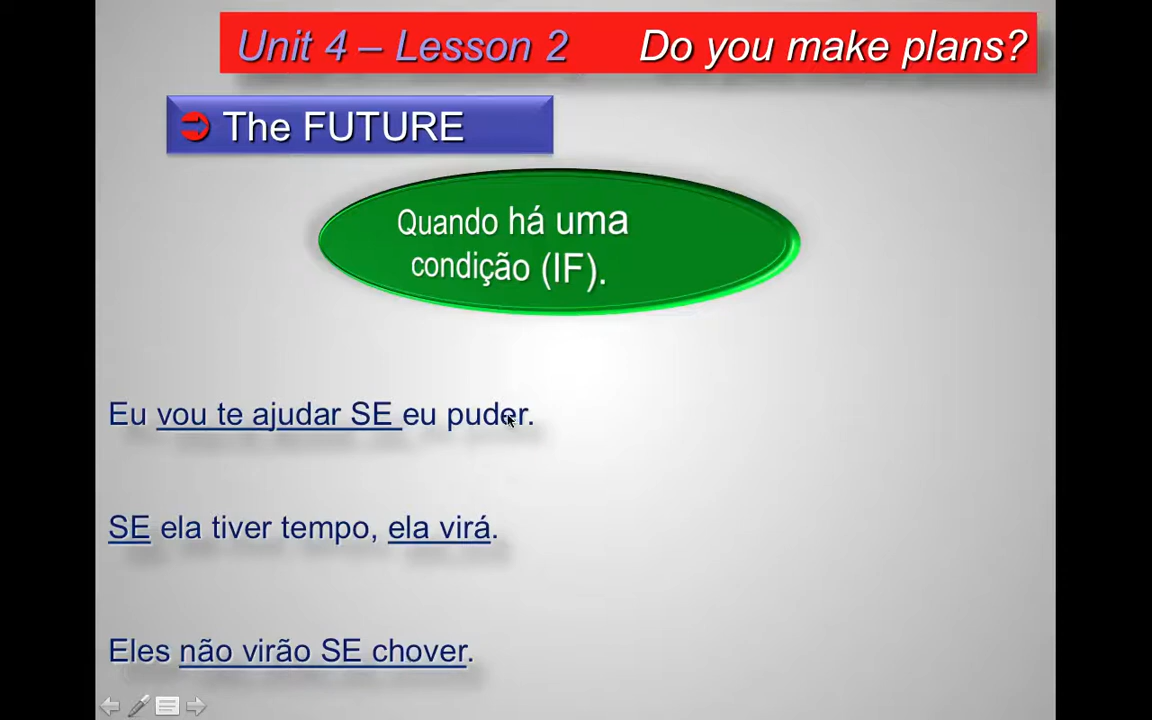 Unit 4 – Lesson 2 Do you make plans?
The FUTURE
Quando há uma
condição (IF).
Eu vou te ajudar SE eu puder.
SE ela tiver tempo, ela virá.
Eles não virão SE chover.